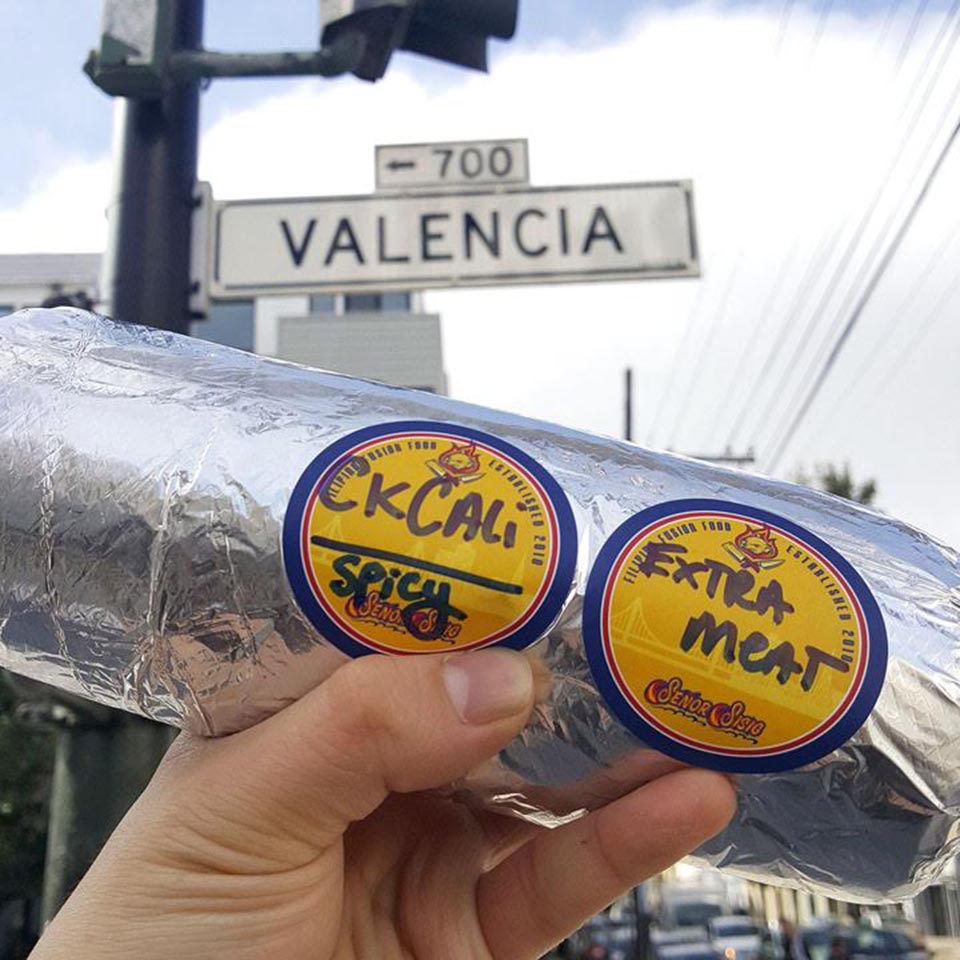 ← 700
VALENCIA
FILIPINO FUSION FOOD
ESTABLISHED 2010
CKCALi
SPiCY
SEÑOR SISIG
FILIPINO FUSION FOOD
ESTABLISHED 2010
EXTRA
MeAT
SEÑOR SISIG